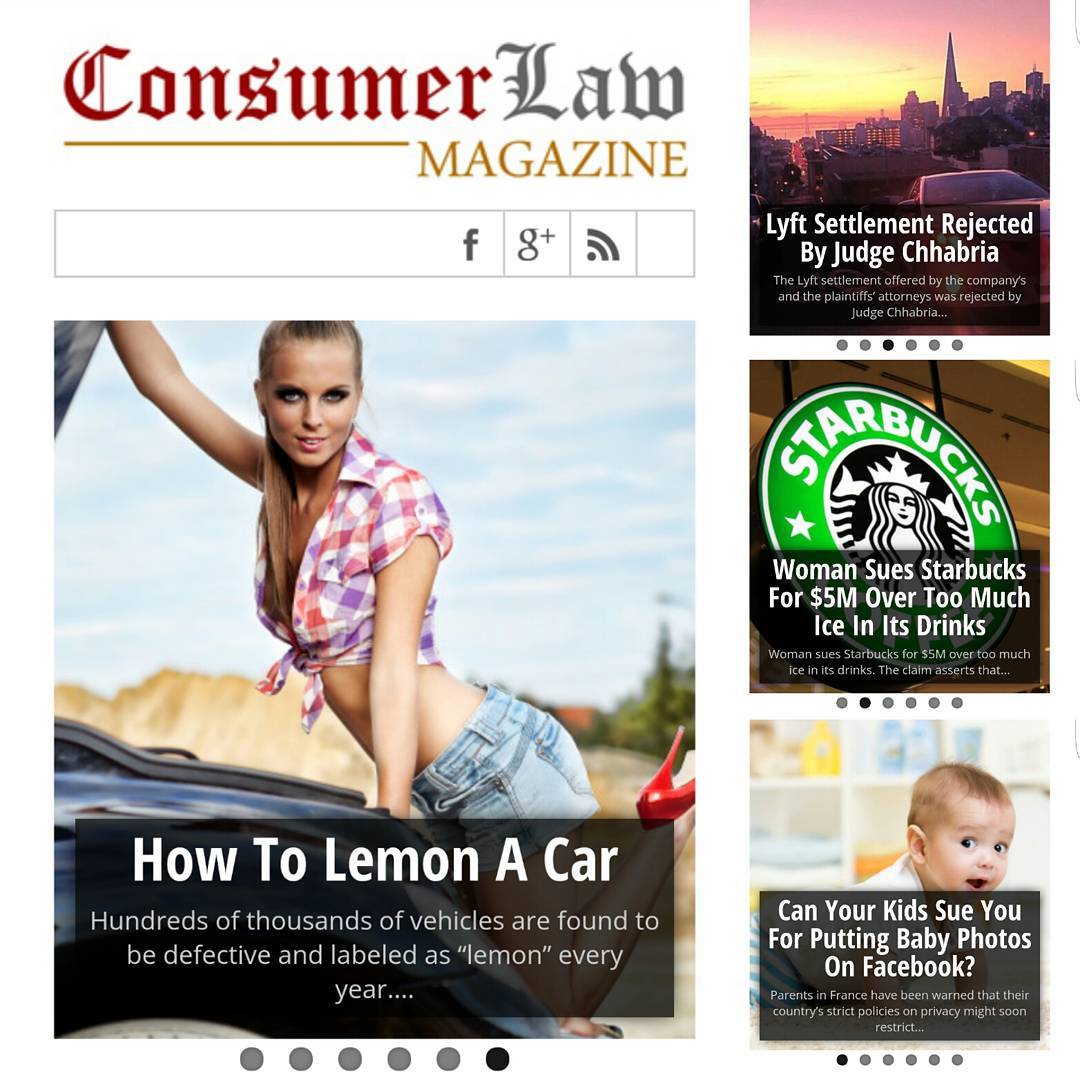 ConsumerLaw
MAGAZINE
f
g+
How To Lemon A Car
Hundreds of thousands of vehicles are found to
be defective and labeled as “lemon” every
year....
Lyft Settlement Rejected
By Judge Chhabria
The Lyft settlement offered by the company’s
and the plaintiffs’ attorneys was rejected by
Judge Chhabria...
STARBUCKS
Woman Sues Starbucks
For $5M Over Too Much
Ice In Its Drinks
Woman sues Starbucks for $5M over too much
ice in its drinks. The claim asserts that...
Can Your Kids Sue You
For Putting Baby Photos
On Facebook?
Parents in France have been warned that their
country’s strict policies on privacy might soon
restrict...